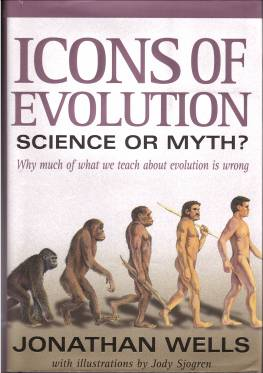 ICONS OF
EVOLUTION
SCIENCE OR MYTH?
Why much of what we teach about evolution is wrong
JONATHAN WELLS
with illustrations by Jody Sjogren